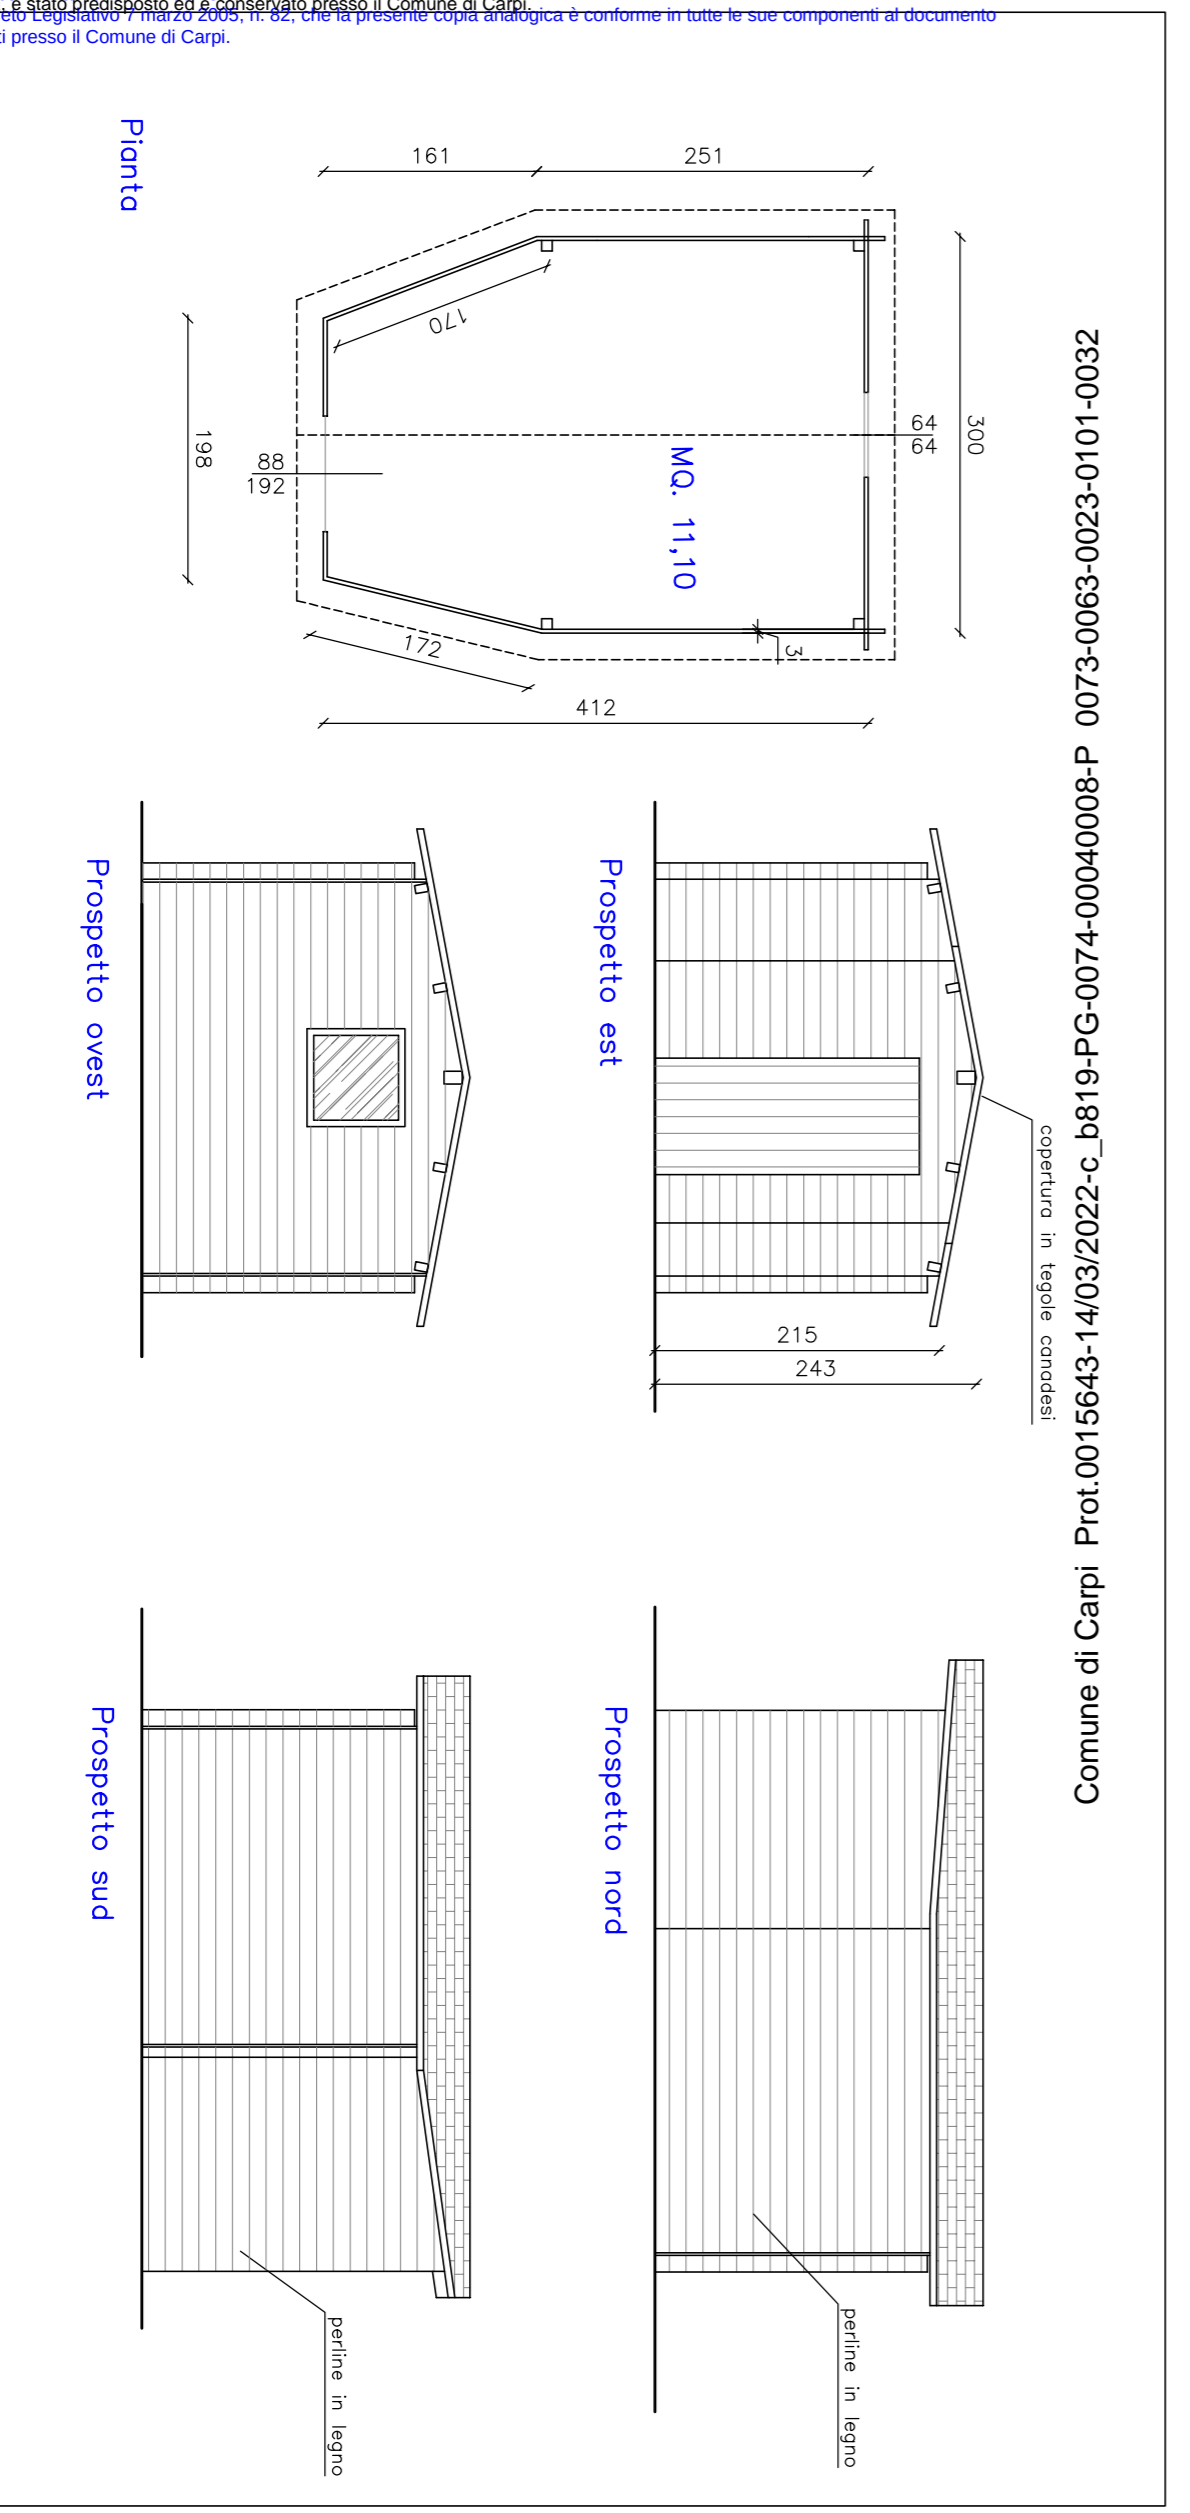 . è stato predisposto ed è conservato presso il Comune di Carpi.
eto Legislativo 7 marzo 2005, n. 82, che la presente copia analogica è conforme in tutte le sue componenti al documento
ti presso il Comune di Carpi.
Comune di Carpi Prot.0015643-14/03/2022-c_b819-PG-0074-00040008-P 0073-0063-0023-0101-0032
Pianta
161
251
170
198
88
192
64
64
300
MQ. 11,10
3
172
412
Prospetto est
copertura in tegole canadesi
215
243
Prospetto ovest
Prospetto nord
perline in legno
Prospetto sud
perline in legno